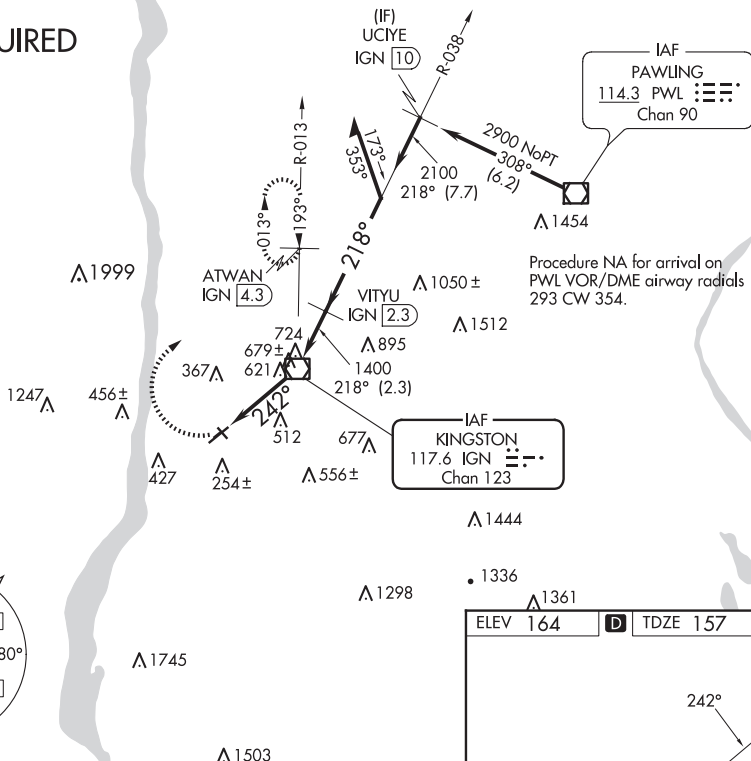 UIRED
(IF)
UCIYE
IGN 10
R-038
IAF
PAWLING
114.3 PWL
Chan 90
R-013
173°
353°
2900 NoPT
308°
(6.2)
2100
218° (7.7)
013°
193°
218°
1454
1999
ATWAN
IGN 4.3
VITYU
IGN 2.3
1050 ±
Procedure NA for arrival on
PWL VOR/DME airway radials
293 CW 354.
1512
724
679±
621
895
367
1400
218° (2.3)
1247
456±
242°
512
677
IAF
KINGSTON
117.6 IGN
Chan 123
427
254±
556±
1444
1336
1298
1361
ELEV 164 D TDZE 157
80°
1745
242°
1503